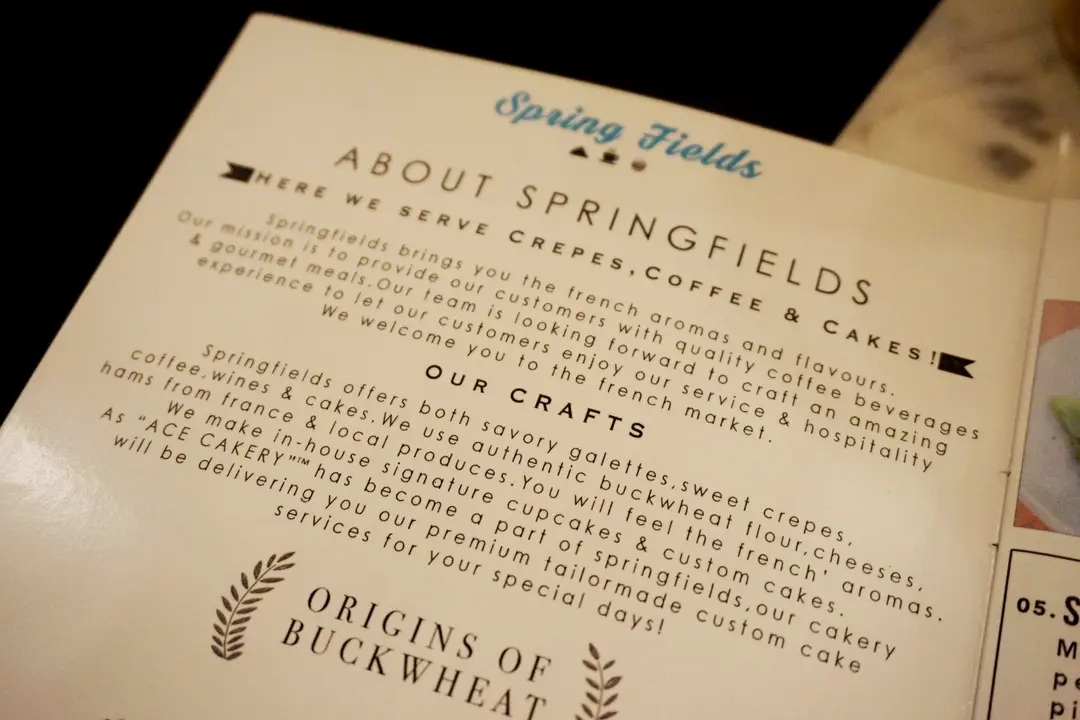 Spring Fields
ABOUT SPRINGFIELDS
HERE WE SERVE CREPES, COFFEE & CAKES!
Springfields brings you the french aromas and flavours.
Our mission is to provide our customers with quality coffee beverages
& gourmet meals.Our team is looking forward to craft an amazing
experience to let our customers enjoy our service & hospitality
We welcome you to the french market.
OUR CRAFTS
Springfields offers both savory galettes,sweet crepes,
coffee,wines & cakes.We use authentic buckwheat flour,cheeses,
hams from france & local produces.You will feel the french' aromas.
We make in-house signature cupcakes & custom cakes.
As "ACE CAKERY"™ has become a part of springfields,our cakery
will be delivering you our premium tailormade custom cake
services for your special days!
ORIGINS OF
BUCKWHEAT
05.